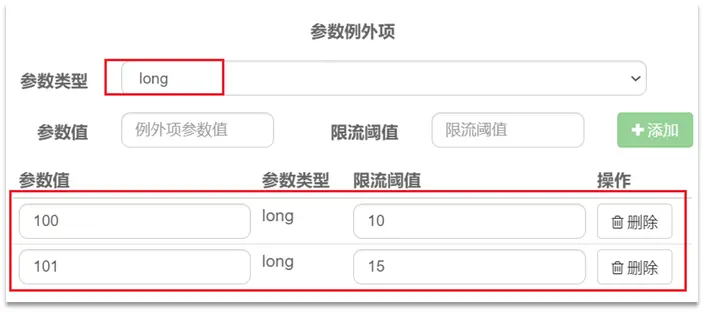 参数例外项
参数类型 long
参数值 例外项参数值 限流阈值 限流阈值 +添加
参数值 参数类型 限流阈值 操作
100 long 10 删除
101 long 15 删除